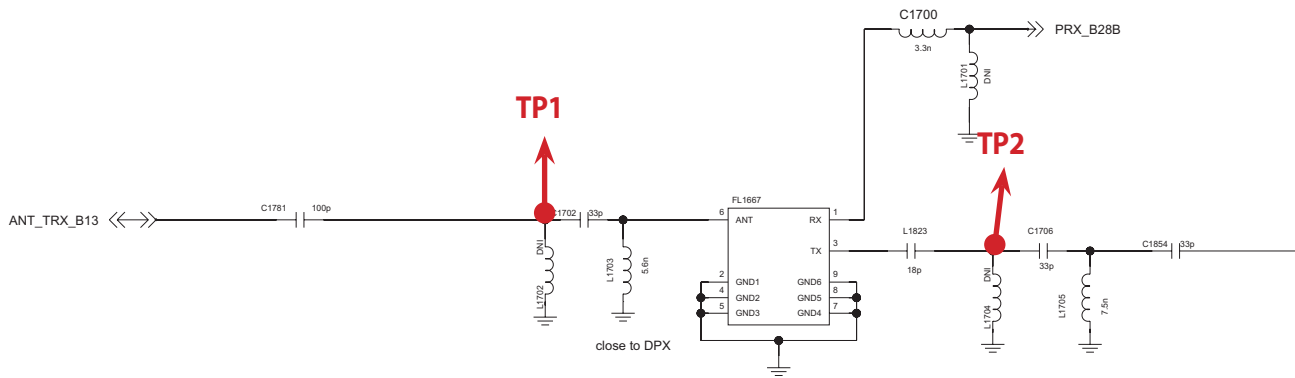 C1700
3.3n
PRX_B28B
L1701
DNI
TP1
TP2
ANT_TRX_B13
C1781
100p
C1702
33p
DNI
L1702
L1703
5.6n
FL1667
6
ANT
RX
1
TX
3
2
GND1
GND6
9
4
GND2
GND5
8
5
GND3
GND4
7
close to DPX
L1823
18p
C1706
33p
DNI
L1704
L1705
7.5n
C1854
33p